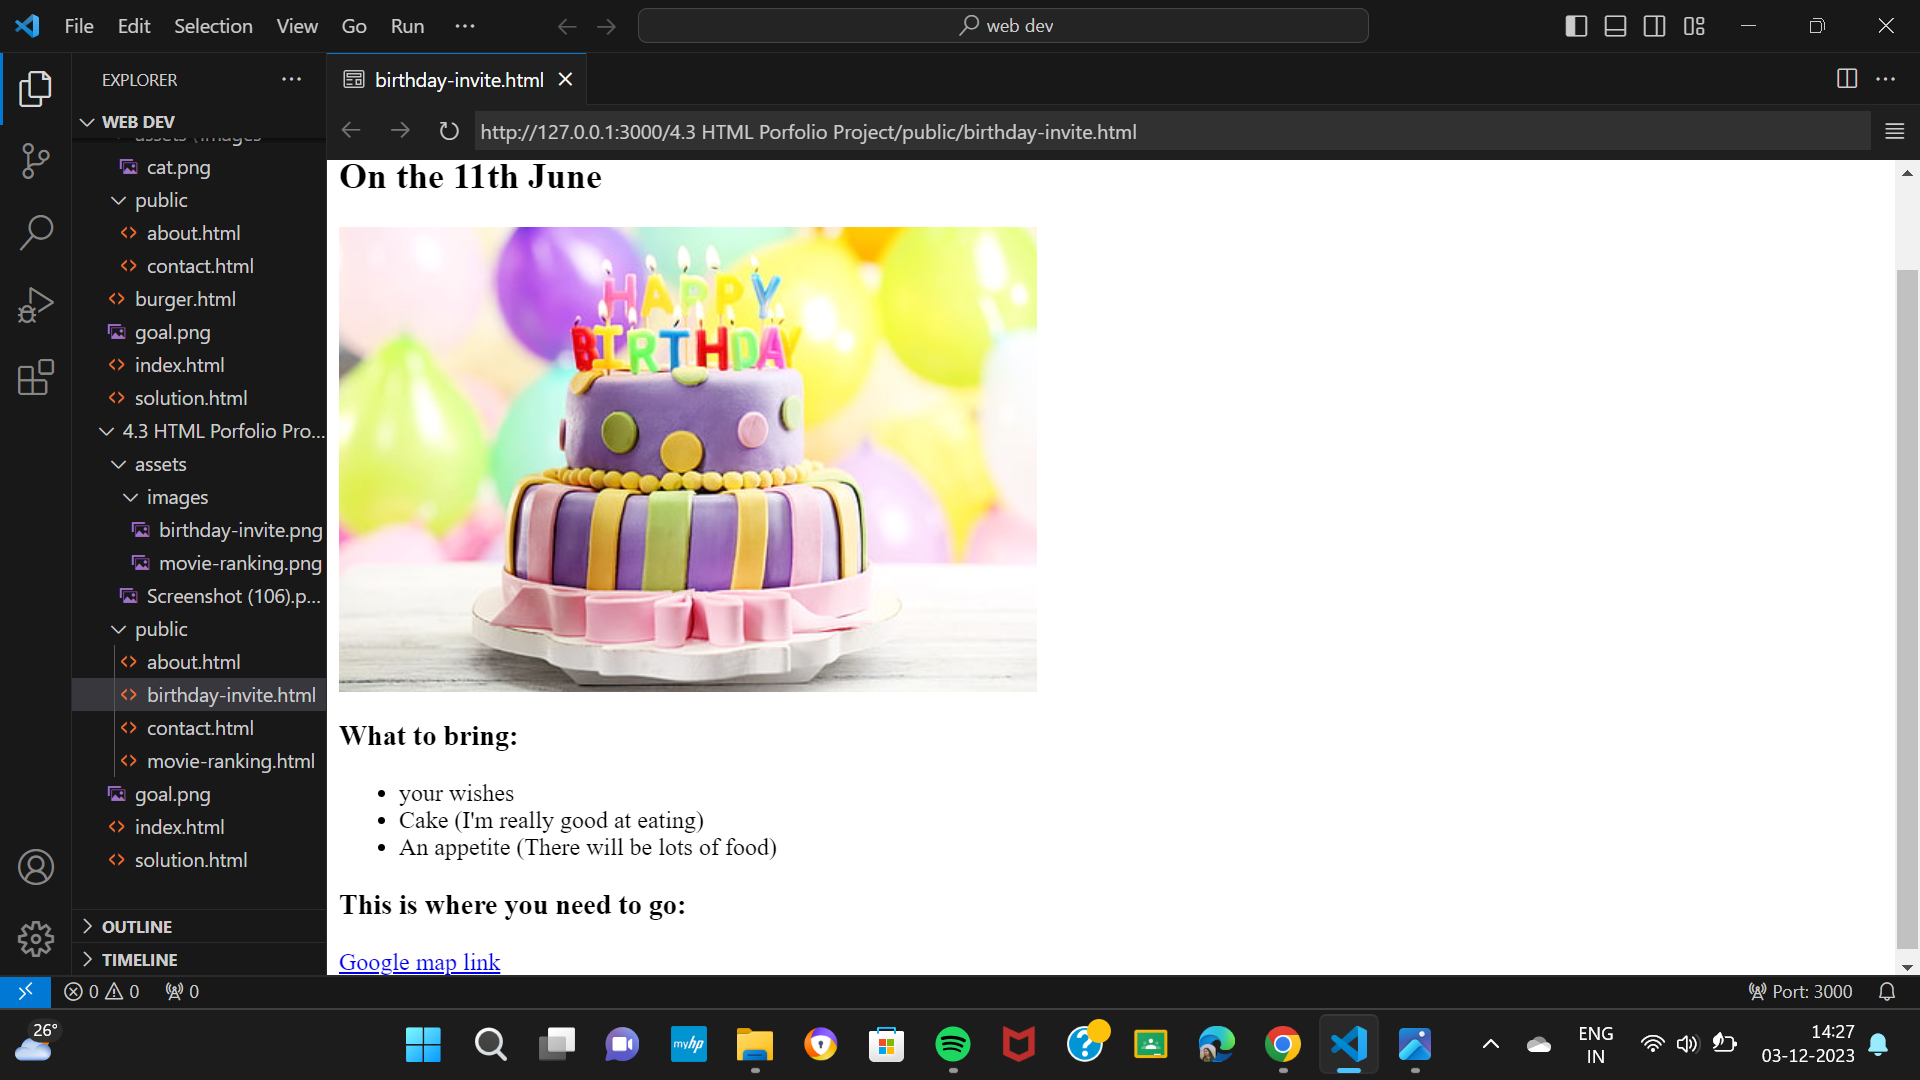 File Edit Selection View Go Run ···
web dev
EXPLORER ···
birthday-invite.html
WEB DEV
http://127.0.0.1:3000/4.3 HTML Porfolio Project/public/birthday-invite.html
cat.png
public
about.html
contact.html
burger.html
goal.png
index.html
solution.html
4.3 HTML Porfolio Pro...
assets
images
birthday-invite.png
movie-ranking.png
Screenshot (106).p...
public
about.html
birthday-invite.html
contact.html
movie-ranking.html
goal.png
index.html
solution.html
OUTLINE
TIMELINE
On the 11th June
HAPPY
BIRTHDAY
What to bring:
• your wishes
• Cake (I'm really good at eating)
• An appetite (There will be lots of food)
This is where you need to go:
Google map link
0 0 0
Port: 3000
26°
myhp
ENG
IN
14:27
03-12-2023